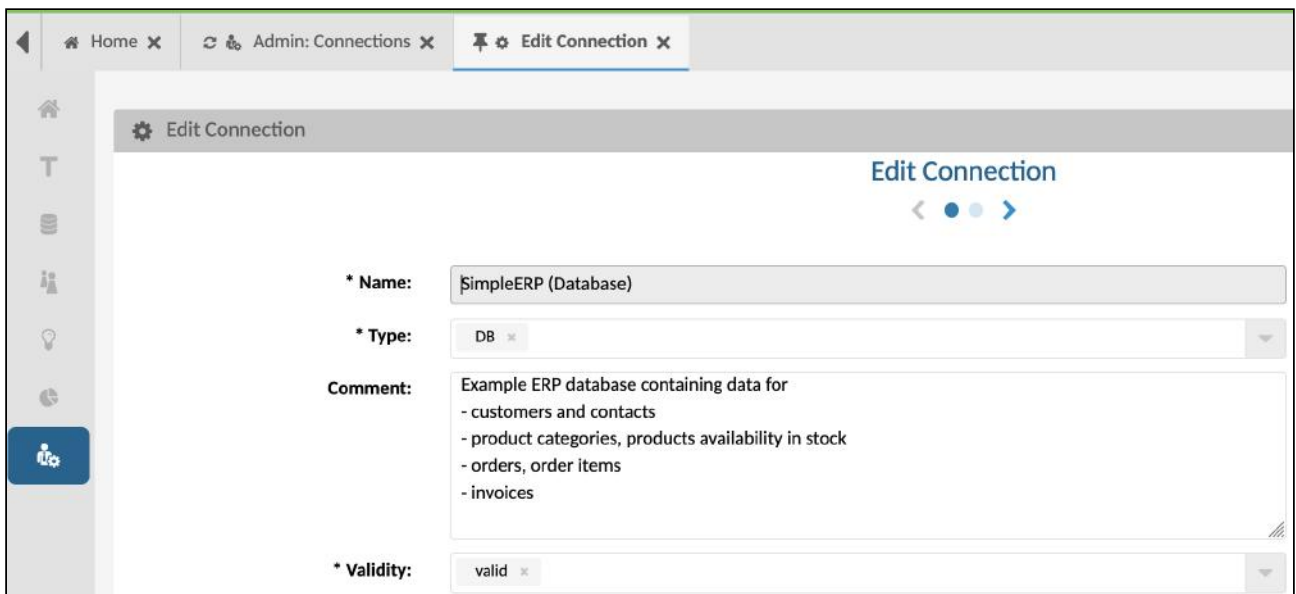 Home Admin: Connections Edit Connection
Edit Connection
Edit Connection
* Name: SimpleERP (Database)
* Type: DB
Comment: Example ERP database containing data for
- customers and contacts
- product categories, products availability in stock
- orders, order items
- invoices
* Validity: valid